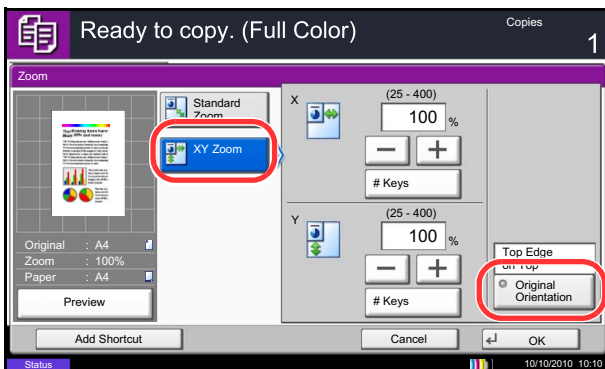 Ready to copy. (Full Color)
Copies
1
Zoom
Standard
Zoom
XY Zoom
X
(25 - 400)
100 %
# Keys
Y
(25 - 400)
100 %
# Keys
Original : A4
Zoom : 100%
Paper : A4
Preview
Top Edge
on Top
Original
Orientation
Add Shortcut
Cancel
OK
Status
10/10/2010 10:10